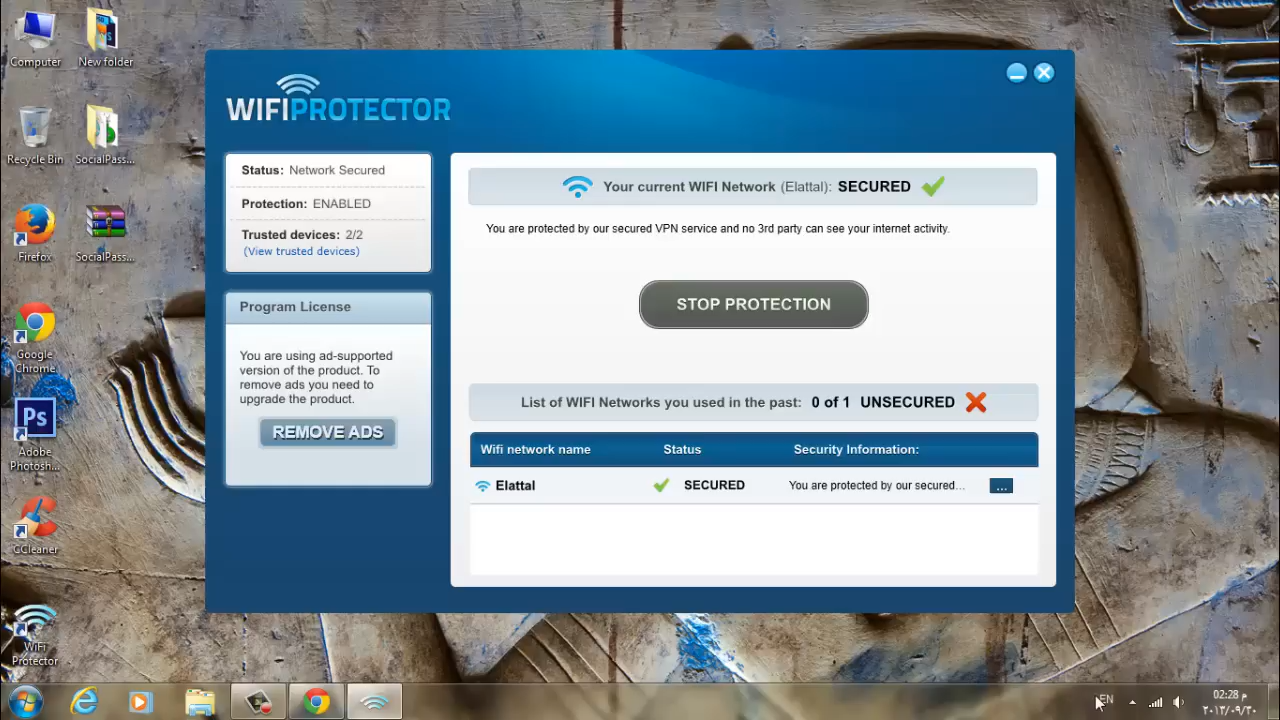 Computer
New folder
Recycle Bin
SocialPass...
Firefox
SocialPass...
Google
Chrome
Ps
Adobe
Photosh...
CCleaner
WiFi
Protector
WIFIPROTECTOR
Status: Network Secured
Protection: ENABLED
Trusted devices: 2/2
(View trusted devices)
Program License
You are using ad-supported
version of the product. To
remove ads you need to
upgrade the product.
REMOVE ADS
Your current WIFI Network (Elattal): SECURED
You are protected by our secured VPN service and no 3rd party can see your internet activity.
STOP PROTECTION
List of WIFI Networks you used in the past: 0 of 1 UNSECURED
Wifi network name Status Security Information:
Elattal SECURED You are protected by our secured... ...
EN
02:28 م
٢٠١٣/٠٩/٣٠